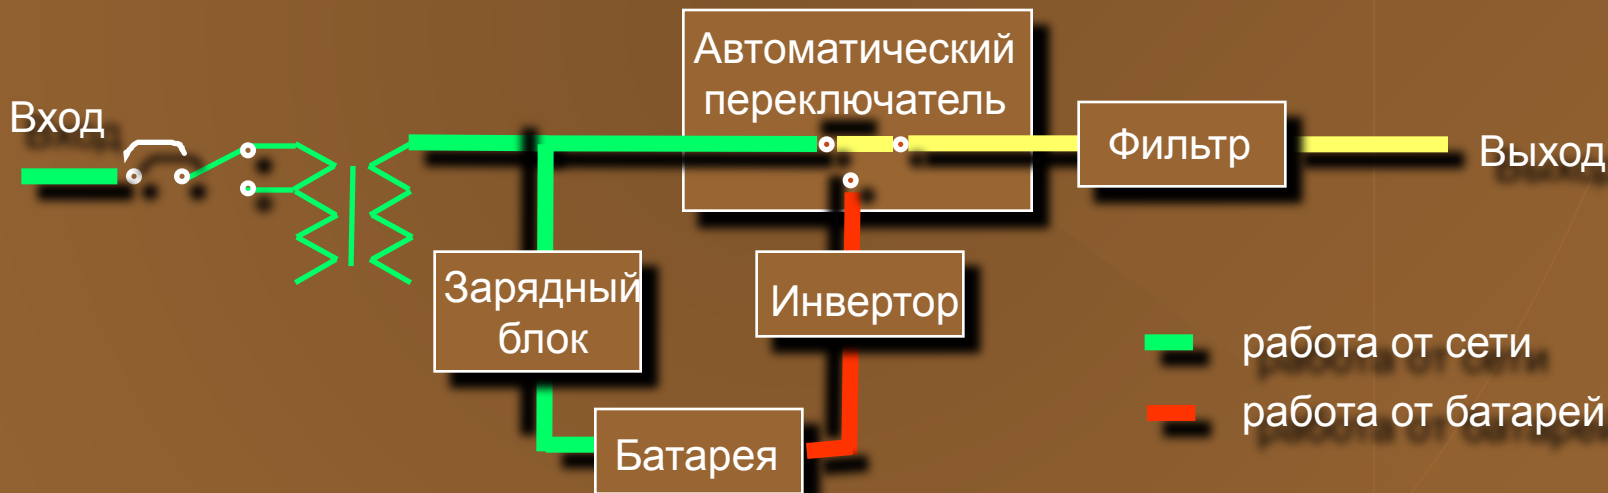 Автоматический
переключатель
Вход
Фильтр
Выход
Зарядный
блок
Инвертор
работа от сети
работа от батарей
Батарея